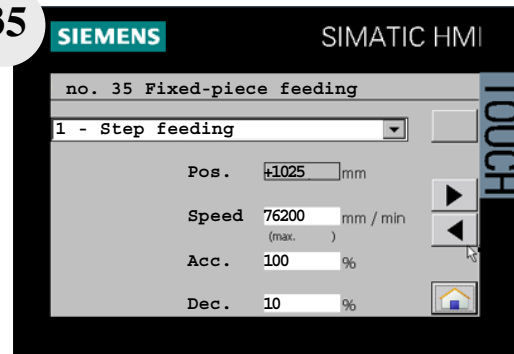 35
SIEMENS
SIMATIC HMI
TOUCH
no. 35 Fixed-piece feeding
1 - Step feeding
Pos. +1025 mm
Speed 76200 mm / min
(max. )
Acc. 100 %
Dec. 10 %